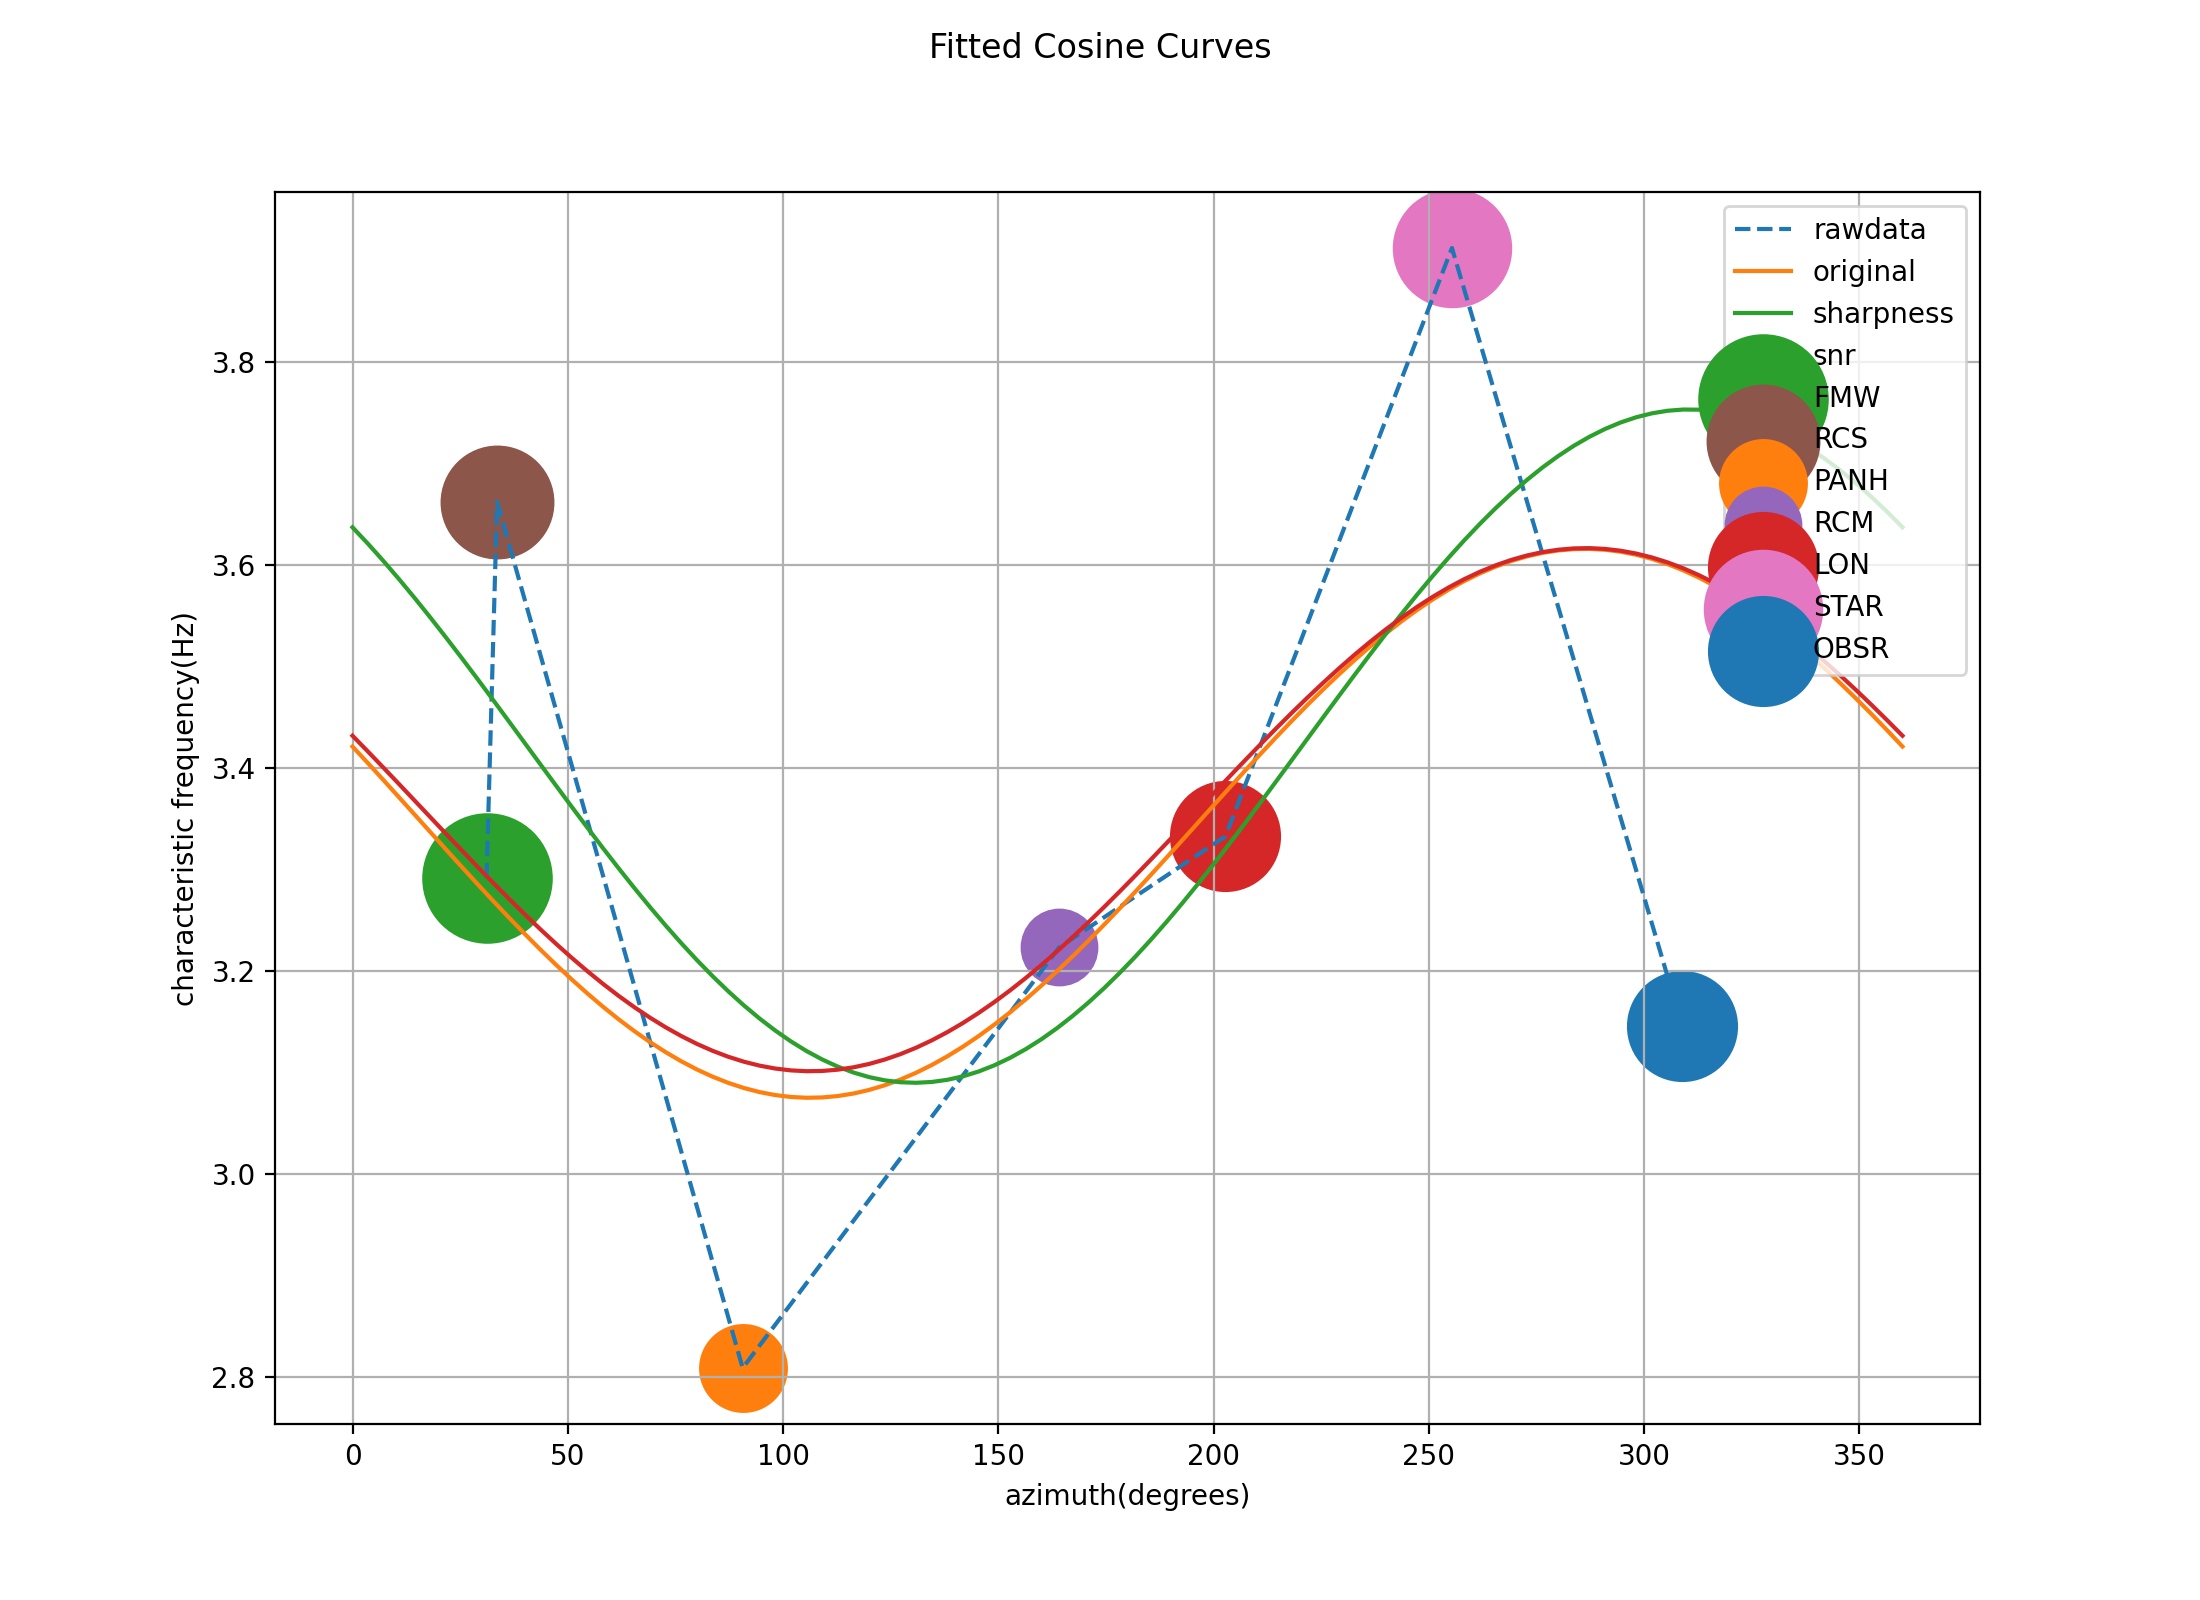 Fitted Cosine Curves
rawdata
original
sharpness
snr
FMW
RCS
PANH
RCM
LON
STAR
OBSR
characteristic frequency(Hz)
3.8
3.6
3.4
3.2
3.0
2.8
0 50 100 150 200 250 300 350
azimuth(degrees)